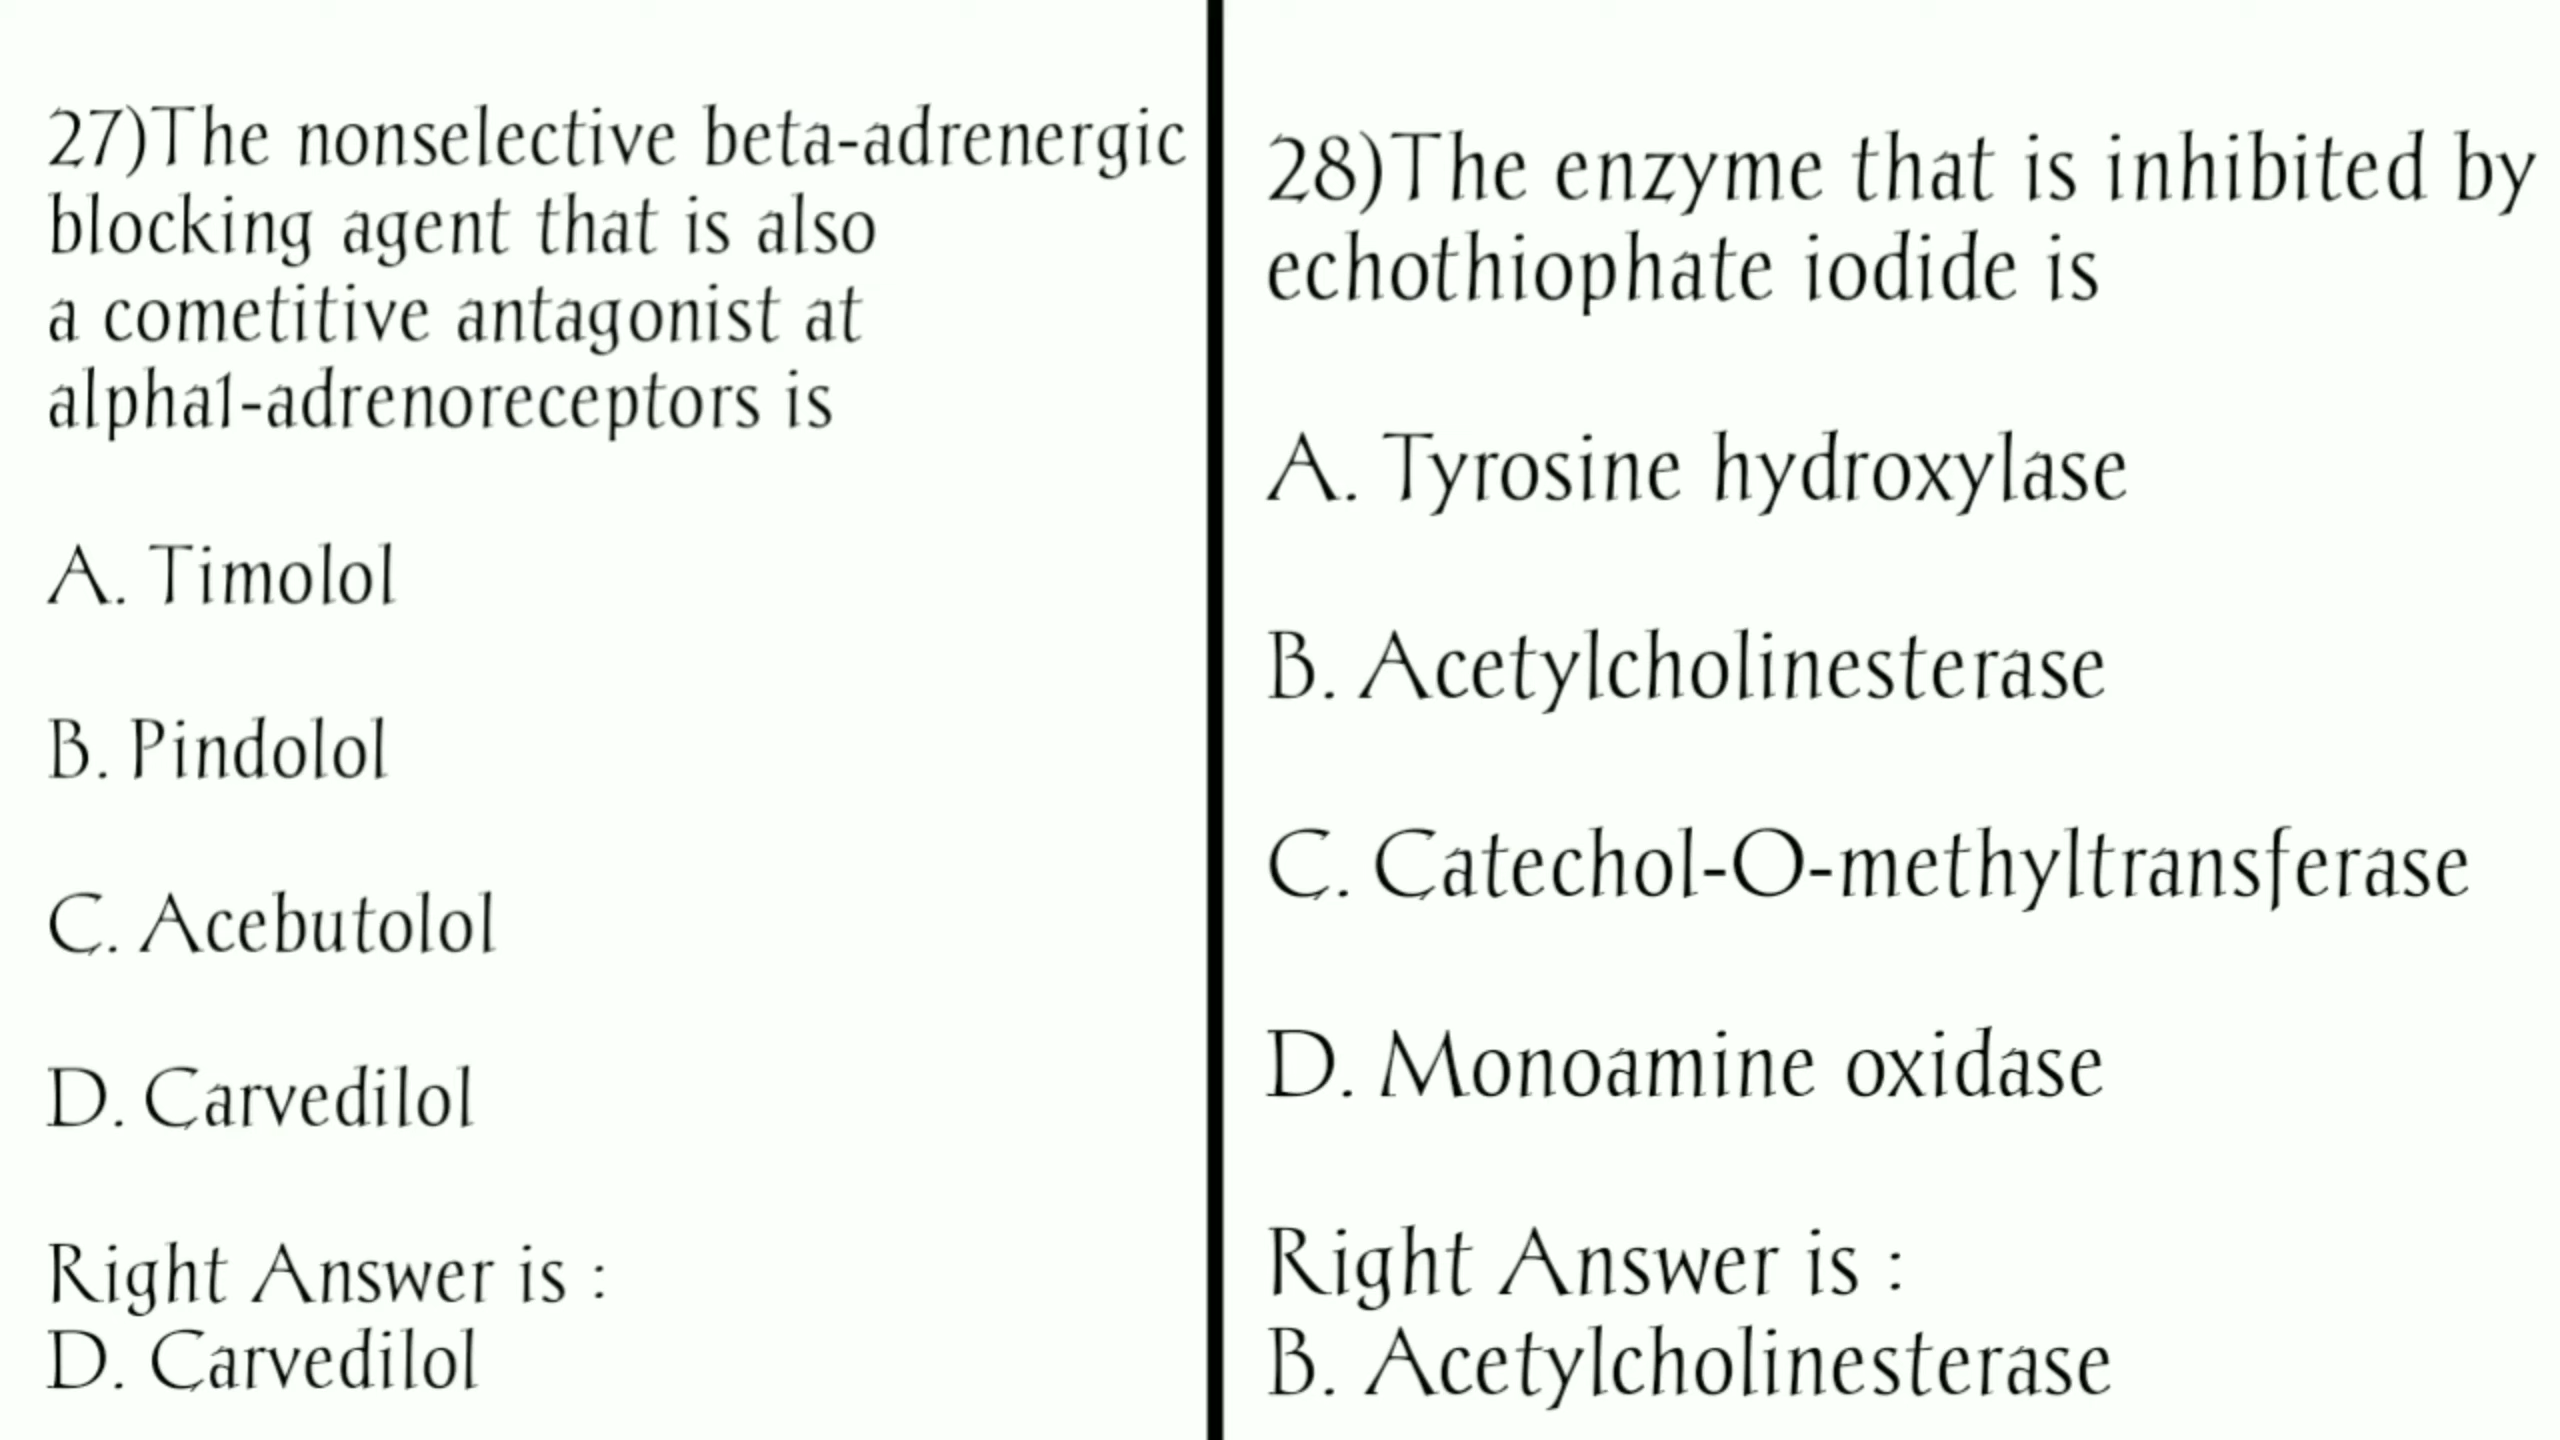 27)The nonselective beta-adrenergic
blocking agent that is also
a cometitive antagonist at
alpha1-adrenoreceptors is
A. Timolol
B. Pindolol
C. Acebutolol
D. Carvedilol
Right Answer is :
D. Carvedilol
28)The enzyme that is inhibited by
echothiophate iodide is
A. Tyrosine hydroxylase
B. Acetylcholinesterase
C. Catechol-O-methyltransferase
D. Monoamine oxidase
Right Answer is :
B. Acetylcholinesterase